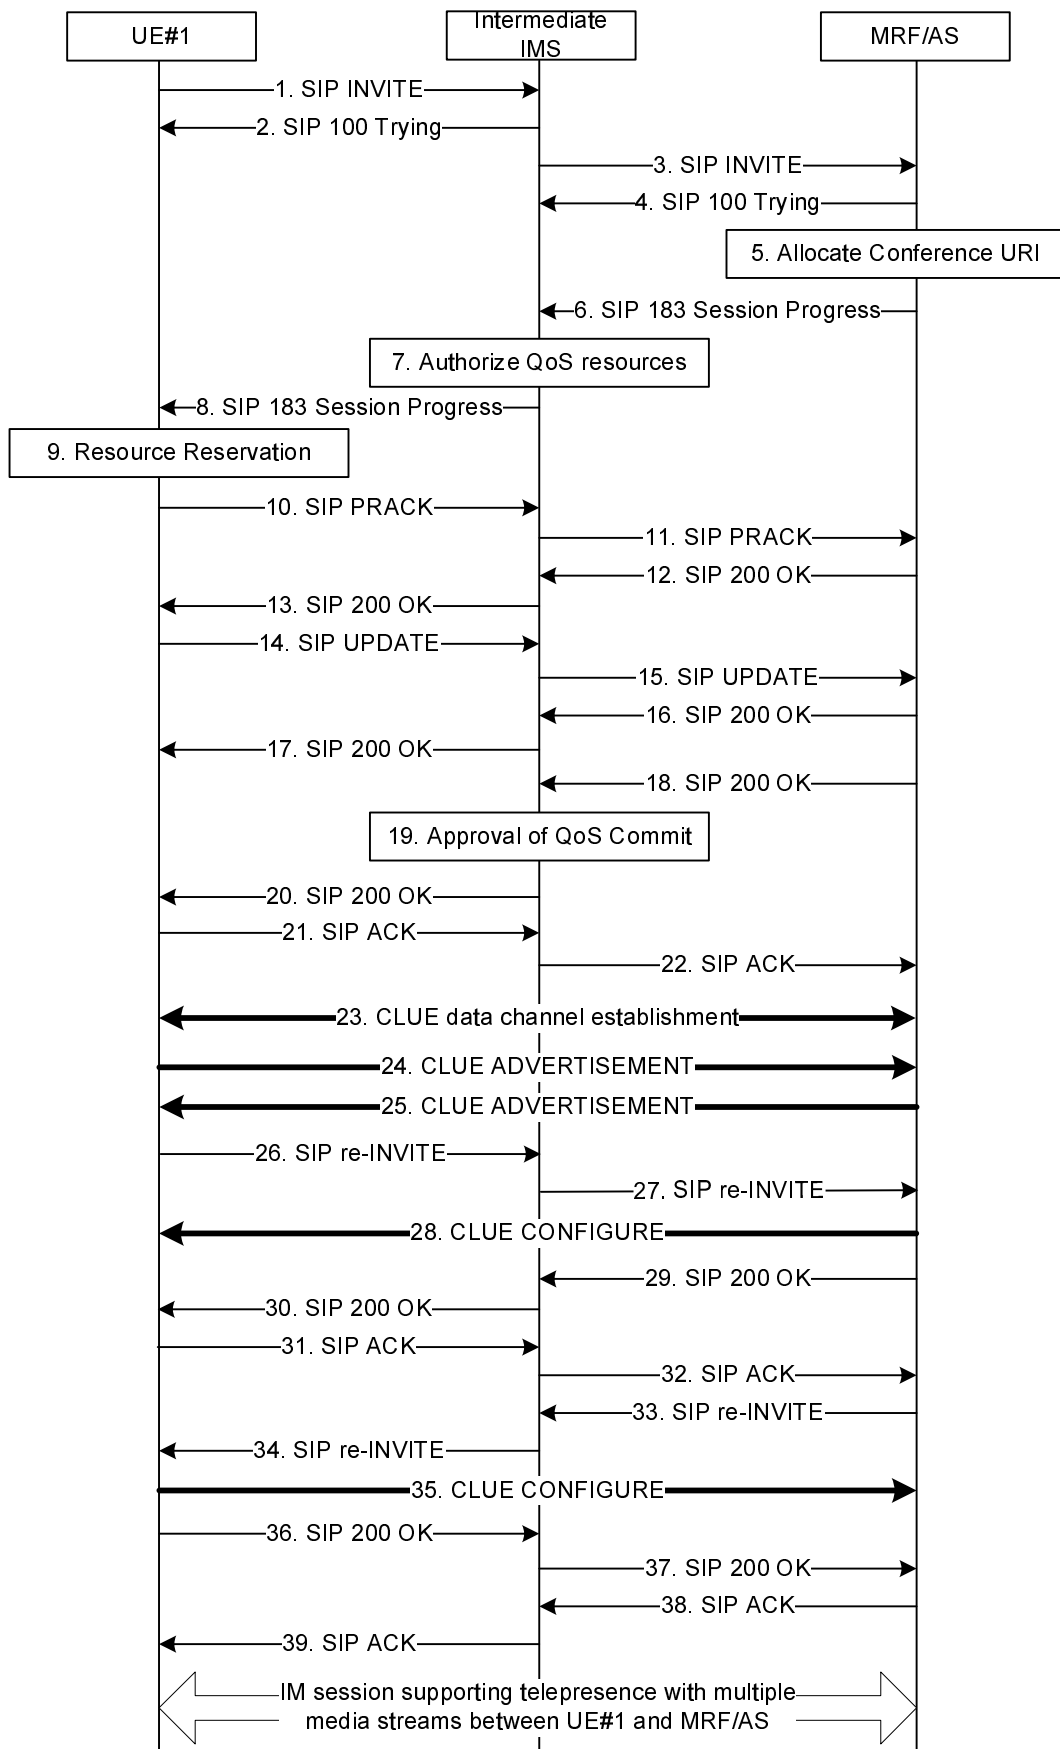 UE#1
Intermediate
IMS
MRF/AS
1. SIP INVITE
2. SIP 100 Trying
3. SIP INVITE
4. SIP 100 Trying
5. Allocate Conference URI
6. SIP 183 Session Progress
7. Authorize QoS resources
8. SIP 183 Session Progress
9. Resource Reservation
10. SIP PRACK
11. SIP PRACK
12. SIP 200 OK
13. SIP 200 OK
14. SIP UPDATE
15. SIP UPDATE
16. SIP 200 OK
17. SIP 200 OK
18. SIP 200 OK
19. Approval of QoS Commit
20. SIP 200 OK
21. SIP ACK
22. SIP ACK
23. CLUE data channel establishment
24. CLUE ADVERTISEMENT
25. CLUE ADVERTISEMENT
26. SIP re-INVITE
27. SIP re-INVITE
28. CLUE CONFIGURE
29. SIP 200 OK
30. SIP 200 OK
31. SIP ACK
32. SIP ACK
33. SIP re-INVITE
34. SIP re-INVITE
35. CLUE CONFIGURE
36. SIP 200 OK
37. SIP 200 OK
38. SIP ACK
39. SIP ACK
IM session supporting telepresence with multiple
media streams between UE#1 and MRF/AS